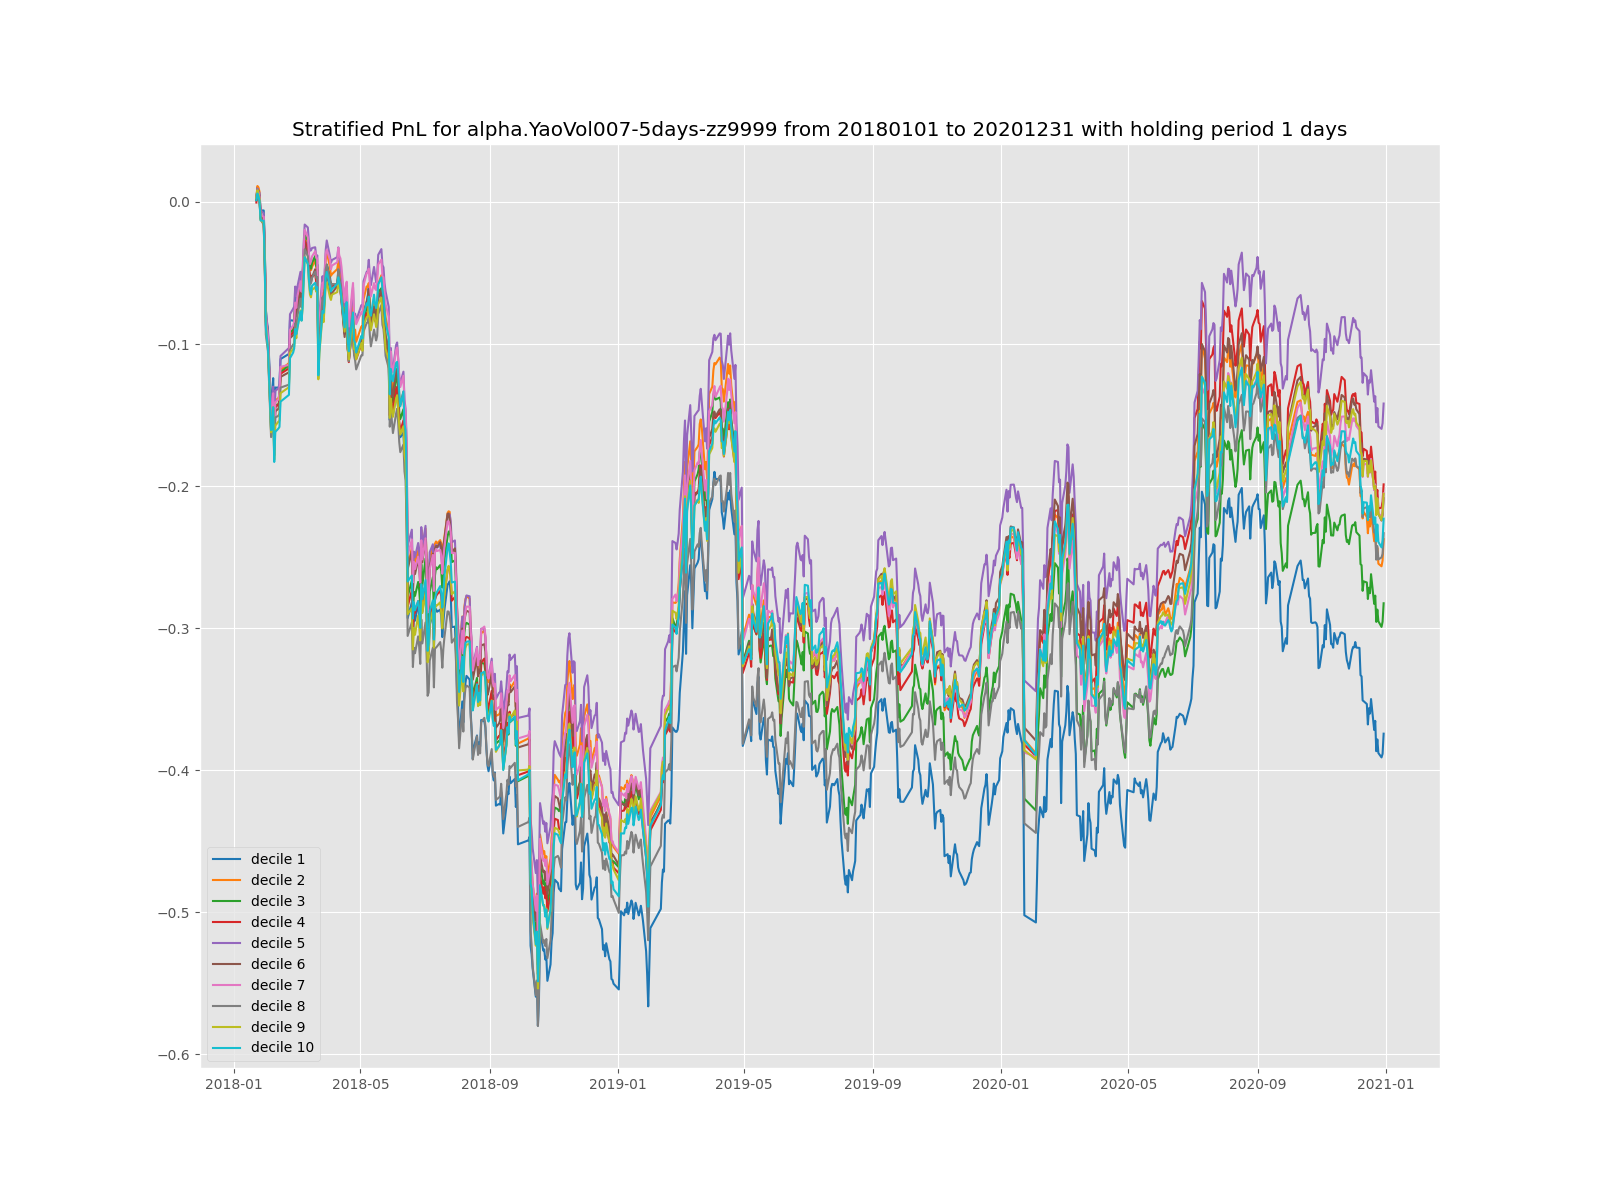 Stratified PnL for alpha.YaoVol007-5days-zz9999 from 20180101 to 20201231 with holding period 1 days
0.0
−0.1
−0.2
−0.3
−0.4
−0.5
−0.6
decile 1
decile 2
decile 3
decile 4
decile 5
decile 6
decile 7
decile 8
decile 9
decile 10
2018-01 2018-05 2018-09 2019-01 2019-05 2019-09 2020-01 2020-05 2020-09 2021-01